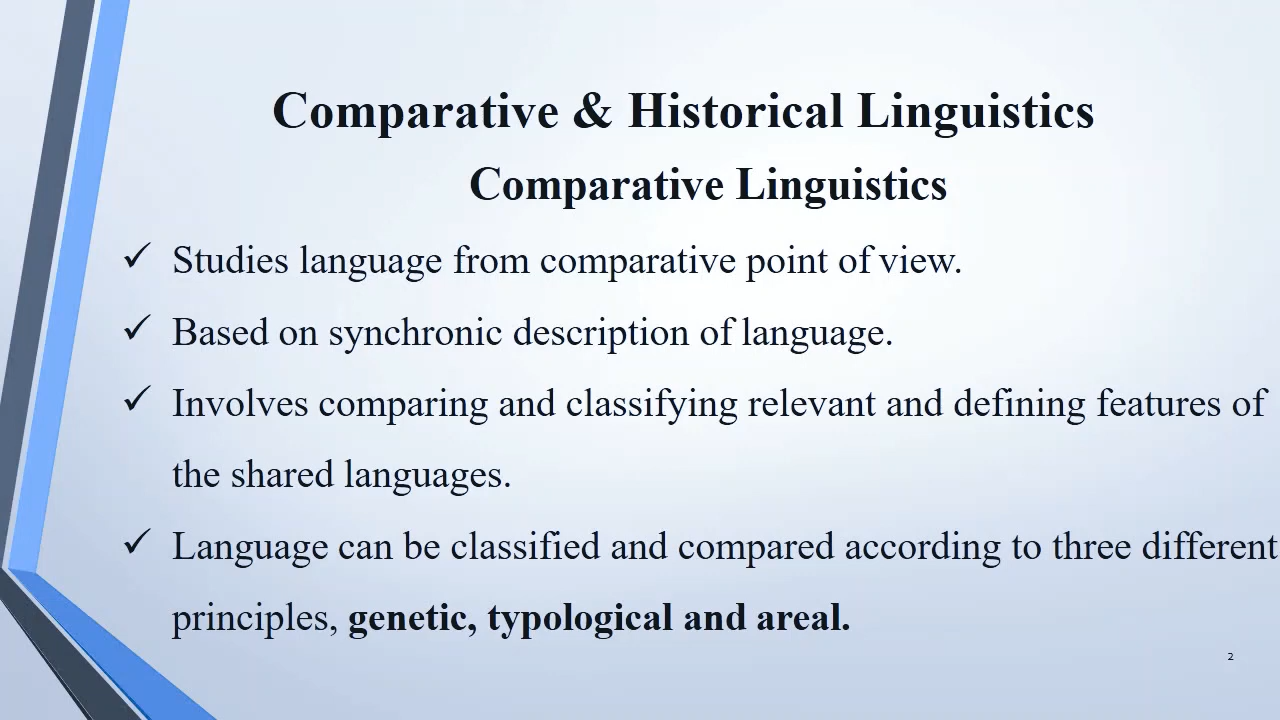 Comparative & Historical Linguistics
Comparative Linguistics
✓ Studies language from comparative point of view.
✓ Based on synchronic description of language.
✓ Involves comparing and classifying relevant and defining features of
the shared languages.
✓ Language can be classified and compared according to three different
principles, genetic, typological and areal.
2